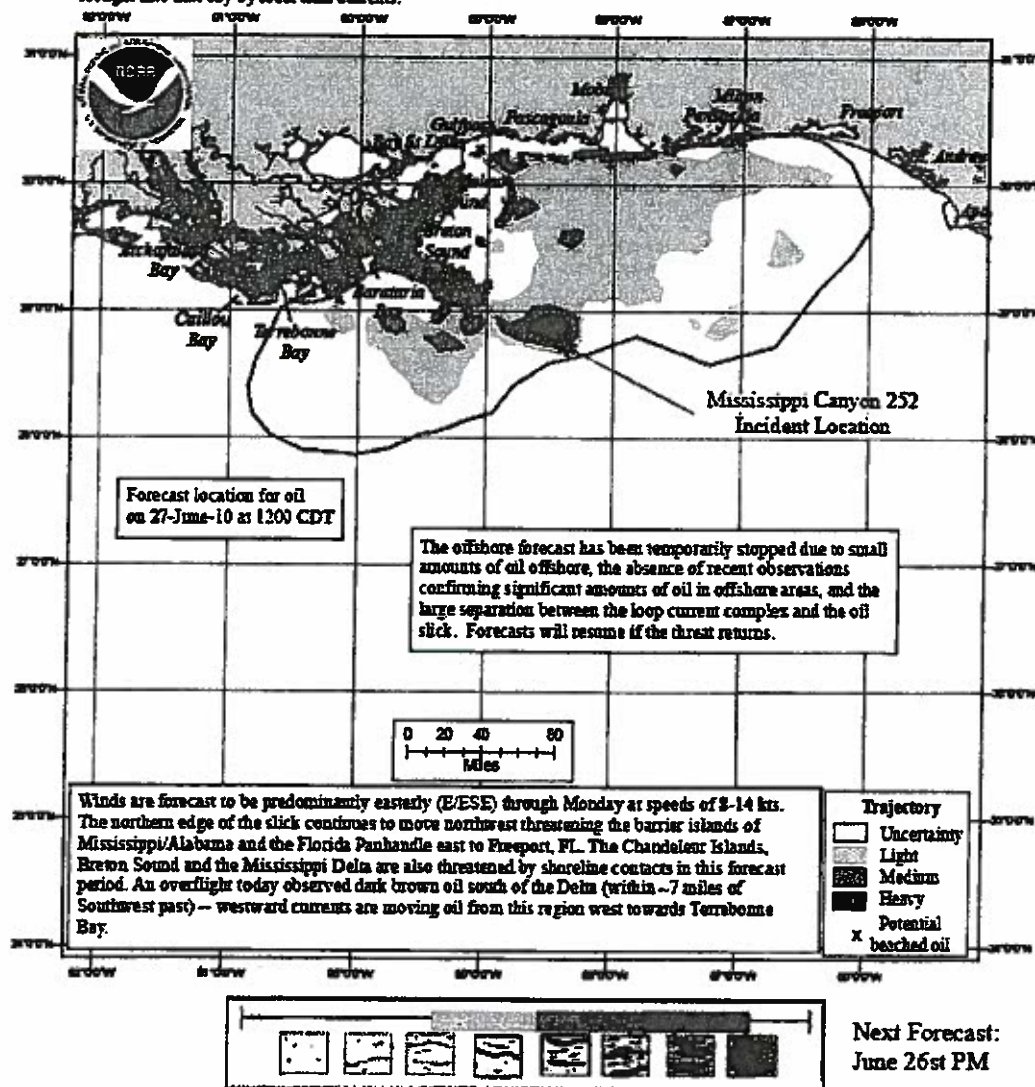 NOAA
Mobile
Milton
Freeport
Pascagoula
Gulfport
Bay St Louis
Breton
Sound
Bay
Barataria
Bay
Caillou
Bay
Terrebonne
Bay
Mississippi Canyon 252
Incident Location
Forecast location for oil
on 27-June-10 at 1200 CDT
The offshore forecast has been temporarily stopped due to small
amounts of oil offshore, the absence of recent observations
confirming significant amounts of oil in offshore areas, and the
large separation between the loop current complex and the oil
slick. Forecasts will resume if the threat returns.
0 20 40 80
Miles
Winds are forecast to be predominantly easterly (E/ESE) through Monday at speeds of 8-14 kts.
The northern edge of the slick continues to move northwest threatening the barrier islands of
Mississippi/Alabama and the Florida Panhandle east to Freeport, FL. The Chandeleur Islands,
Breton Sound and the Mississippi Delta are also threatened by shoreline contacts in this forecast
period. An overflight today observed dark brown oil south of the Delta (within ~7 miles of
Southwest past) -- westward currents are moving oil from this region west towards Terrebonne
Bay.
Trajectory
Uncertainty
Light
Medium
Heavy
x Potential
beached oil
Next Forecast:
June 26st PM